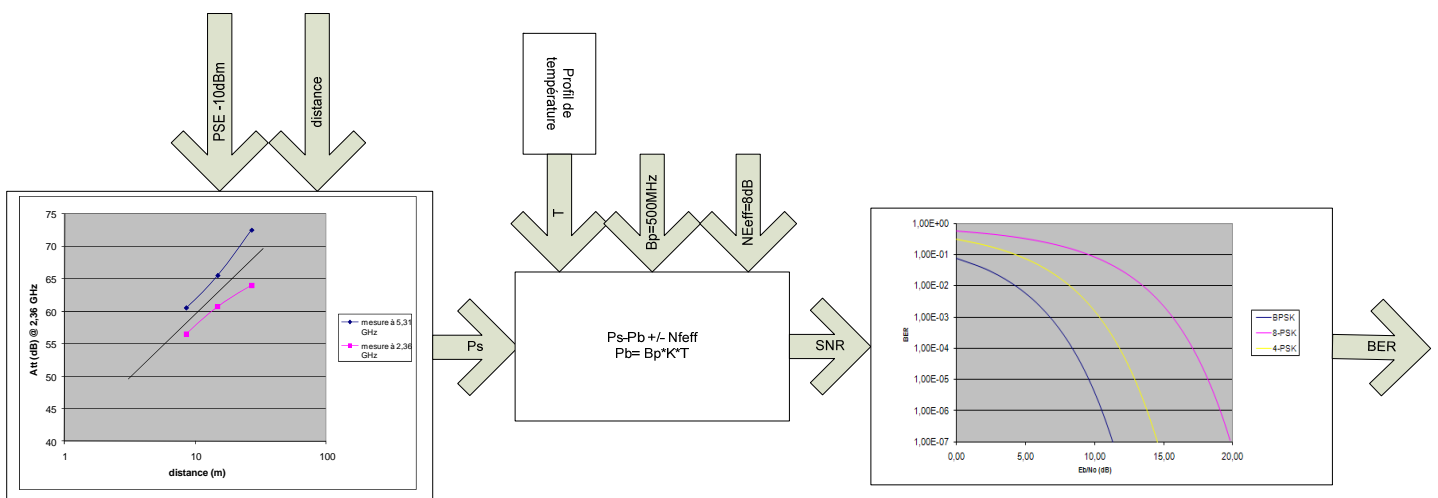 PSE -10dBm
distance
Profil de
température
T
Bp=500MHz
NEeff=8dB
75
70
65
60
55
50
45
40
1
10
100
Att (dB) @ 2,36 GHz
distance (m)
mesure à 5,31
GHz
mesure à 2,36
GHz
Ps
Ps-Pb +/- Nfeff
Pb= Bp*K*T
SNR
1,00E+00
1,00E-01
1,00E-02
1,00E-03
1,00E-04
1,00E-05
1,00E-06
1,00E-07
BER
0,00
5,00
10,00
15,00
20,00
Eb/No (dB)
BPSK
8-PSK
4-PSK
BER